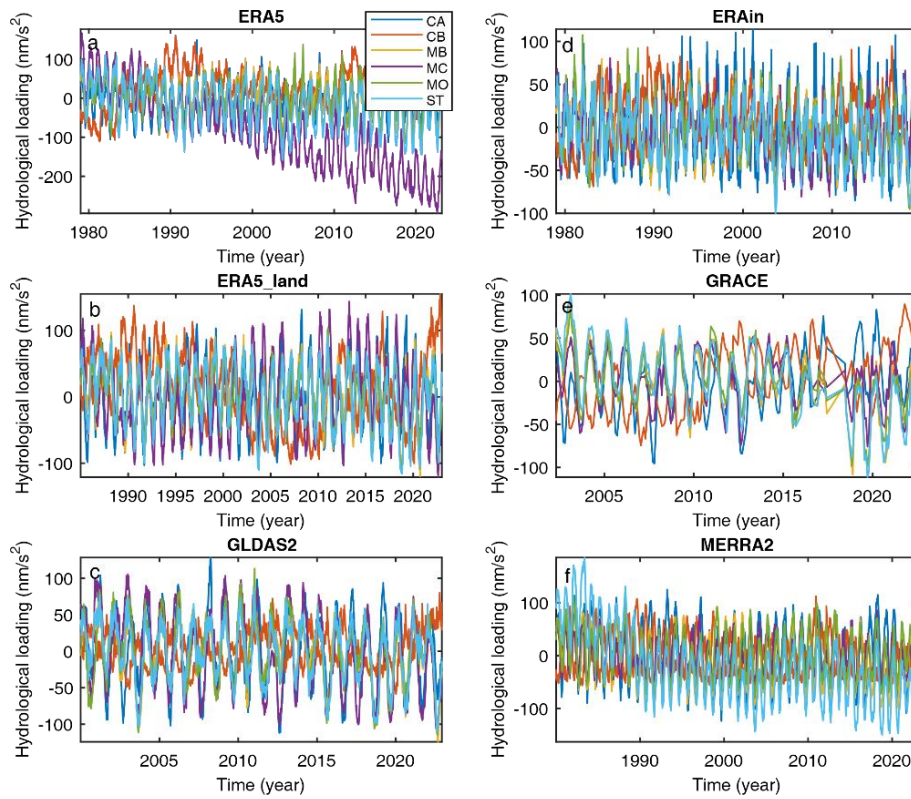 ERA5
a
CA
CB
MB
MC
MO
ST
100
0
-100
-200
Hydrological loading (nm/s²)
1980 1990 2000 2010 2020
Time (year)
ERAin
d
100
50
0
-50
-100
Hydrological loading (nm/s²)
1980 1990 2000 2010
Time (year)
ERA5_land
b
100
0
-100
Hydrological loading (nm/s²)
1990 1995 2000 2005 2010 2015 2020
Time (year)
GRACE
e
100
50
0
-50
-100
Hydrological loading (nm/s²)
2005 2010 2015 2020
Time (year)
GLDAS2
c
100
50
0
-50
-100
Hydrological loading (nm/s²)
2005 2010 2015 2020
Time (year)
MERRA2
f
100
0
-100
Hydrological loading (nm/s²)
1990 2000 2010 2020
Time (year)